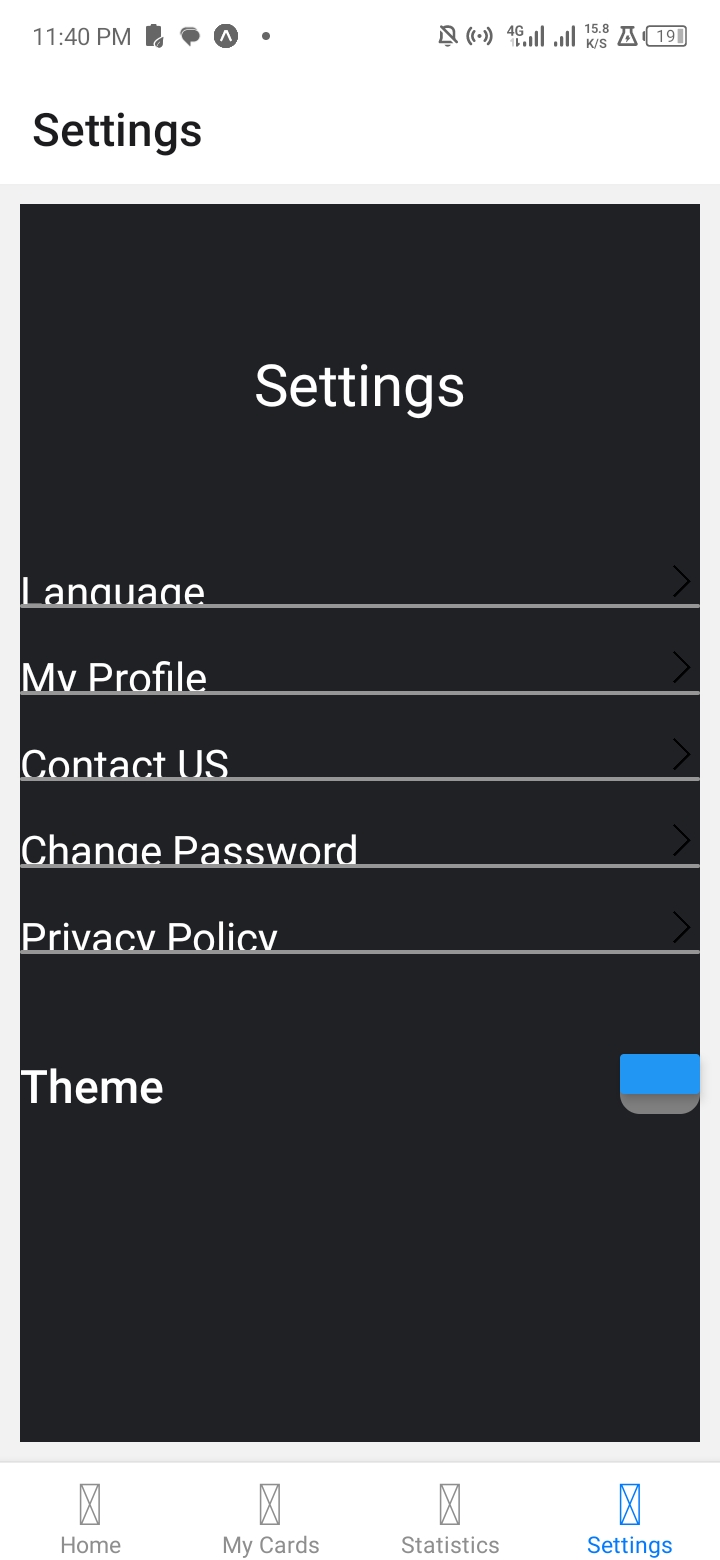 11:40 PM
4G
15.8
K/S
19
Settings
Settings
Language
My Profile
Contact US
Change Password
Privacy Policy
Theme
Home
My Cards
Statistics
Settings